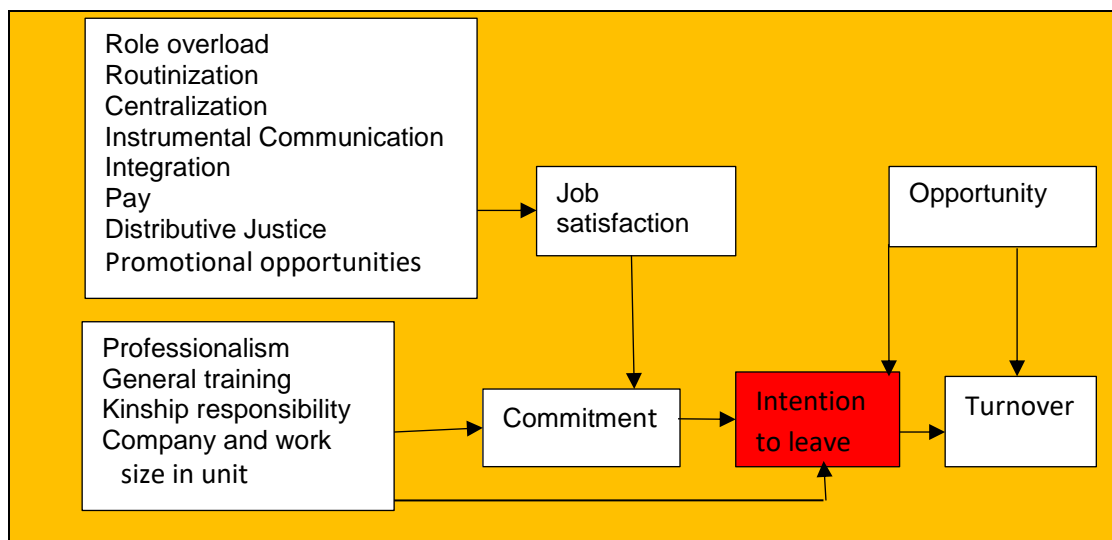 Role overload
Routinization
Centralization
Instrumental Communication
Integration
Pay
Distributive Justice
Promotional opportunities
Job
satisfaction
Opportunity
Professionalism
General training
Kinship responsibility
Company and work
size in unit
Commitment
Intention
to leave
Turnover